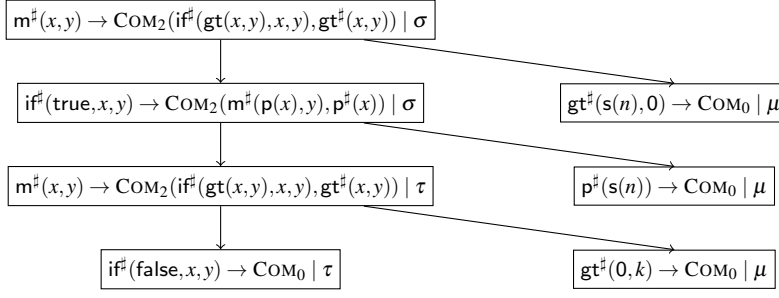 m♯(x,y) → COM₂(if♯(gt(x,y),x,y),gt♯(x,y)) | σ
if♯(true,x,y) → COM₂(m♯(p(x),y),p♯(x)) | σ
gt♯(s(n),0) → COM₀ | μ
m♯(x,y) → COM₂(if♯(gt(x,y),x,y),gt♯(x,y)) | τ
p♯(s(n)) → COM₀ | μ
if♯(false,x,y) → COM₀ | τ
gt♯(0,k) → COM₀ | μ